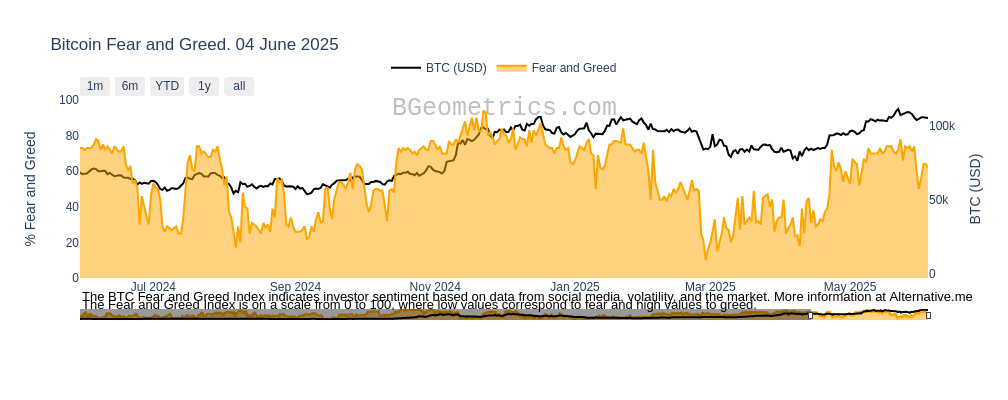 Bitcoin Fear and Greed. 04 June 2025
BTC (USD) Fear and Greed
1m 6m YTD 1y all
BGeometrics.com
% Fear and Greed
100
80
60
40
20
0
100k
50k
0
BTC (USD)
Jul 2024 Sep 2024 Nov 2024 Jan 2025 Mar 2025 May 2025
The BTC Fear and Greed Index indicates investor sentiment based on data from social media, volatility, and the market. More information at Alternative.me
The Fear and Greed Index is on a scale from 0 to 100, where low values correspond to fear and high values to greed.